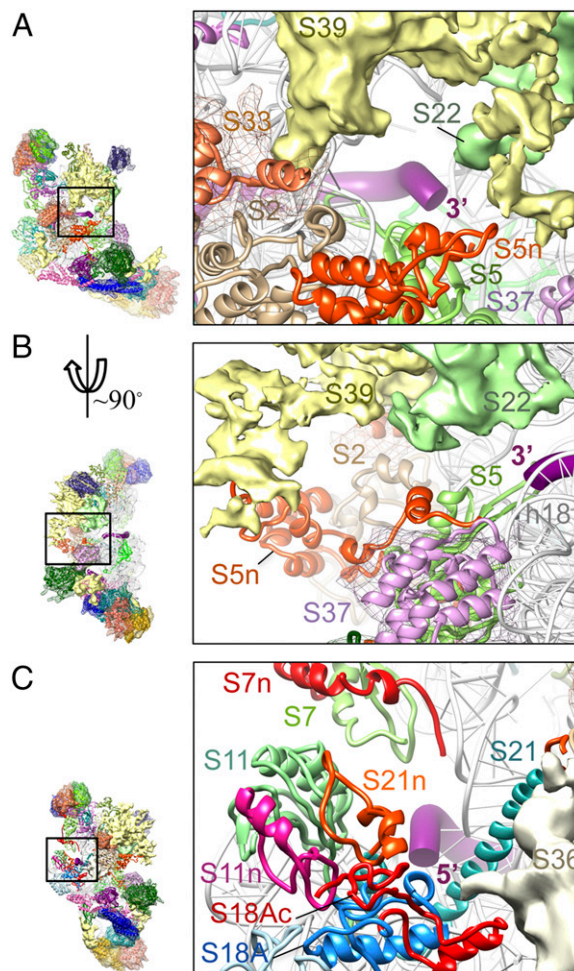 A
S39
S22
S33
S2
3’
S5n
S5
S37
B
~90°
S39
S22
S2
3’
S5
h18
S5n
S37
C
S7n
S7
S11
S21
S21n
S11n
5’
S36
S18Ac
S18A